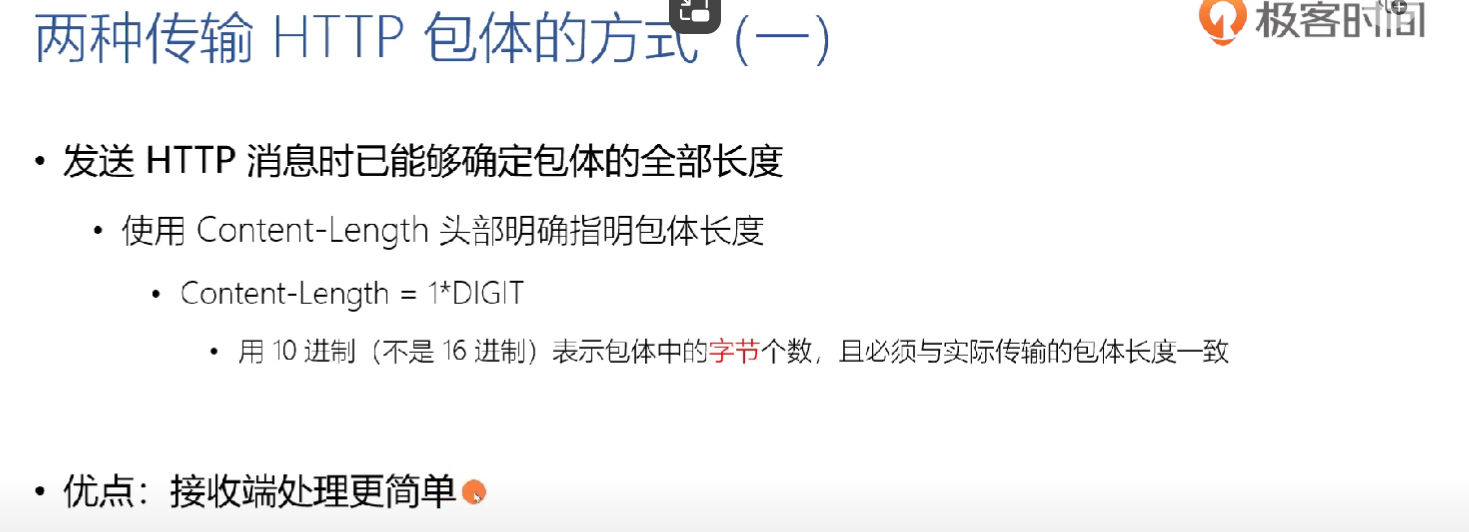 两种传输 HTTP 包体的方式（一）
极客时间
• 发送 HTTP 消息时已能够确定包体的全部长度
• 使用 Content-Length 头部明确指明包体长度
• Content-Length = 1*DIGIT
• 用 10 进制（不是 16 进制）表示包体中的字节个数，且必须与实际传输的包体长度一致
• 优点：接收端处理更简单